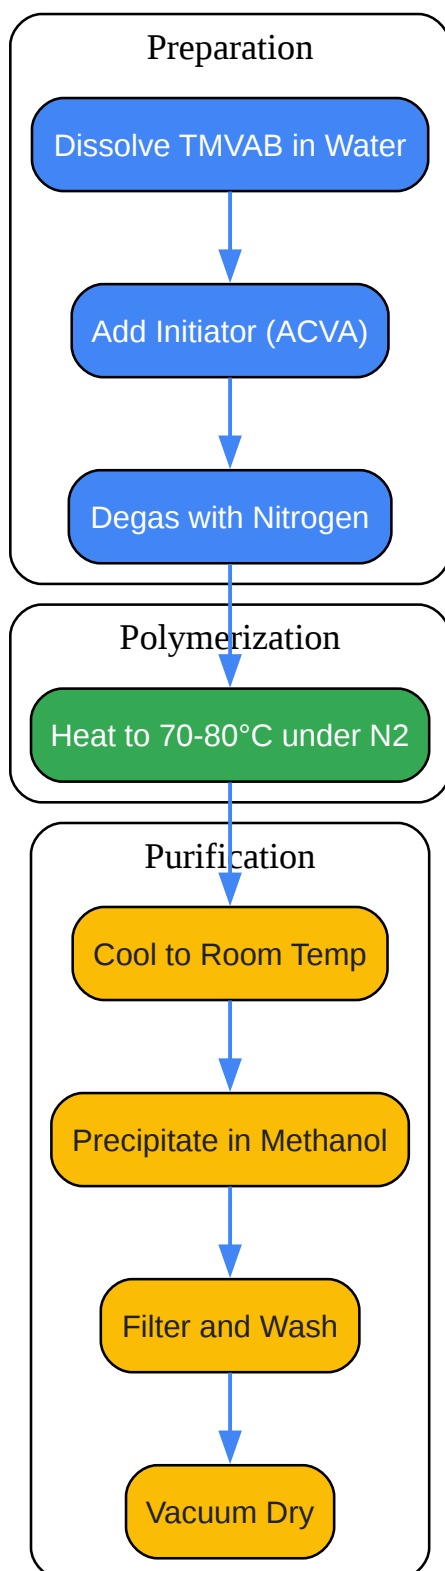 Preparation
Dissolve TMVAB in Water
Add Initiator (ACVA)
Degas with Nitrogen
Polymerization
Heat to 70-80°C under N2
Purification
Cool to Room Temp
Precipitate in Methanol
Filter and Wash
Vacuum Dry